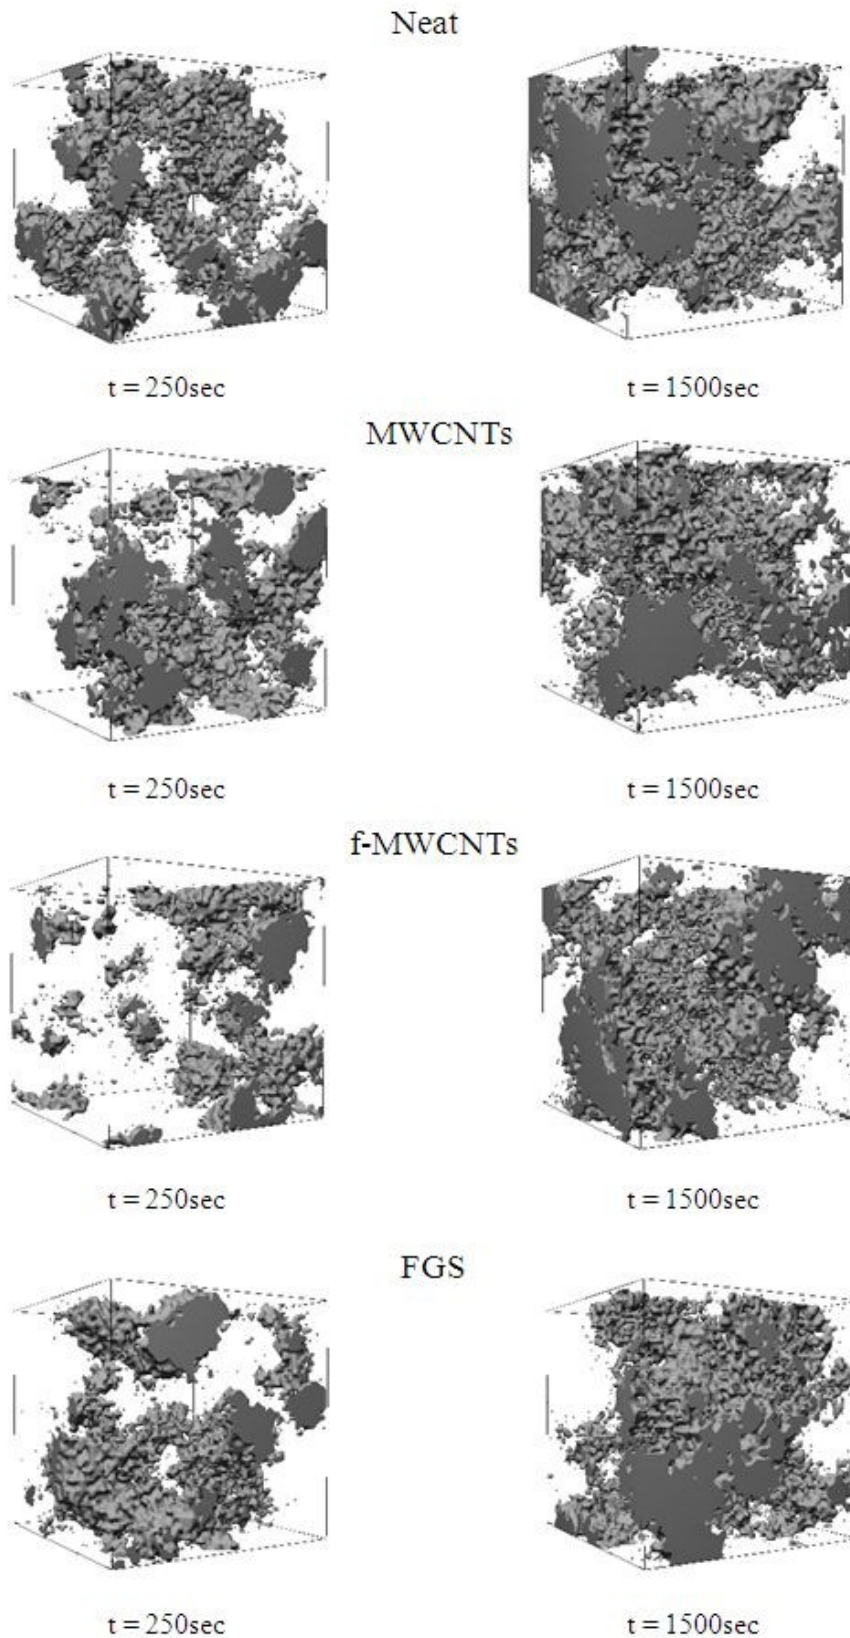 Neat
t = 250sec
t = 1500sec
MWCNTs
t = 250sec
t = 1500sec
f-MWCNTs
t = 250sec
t = 1500sec
FGS
t = 250sec
t = 1500sec